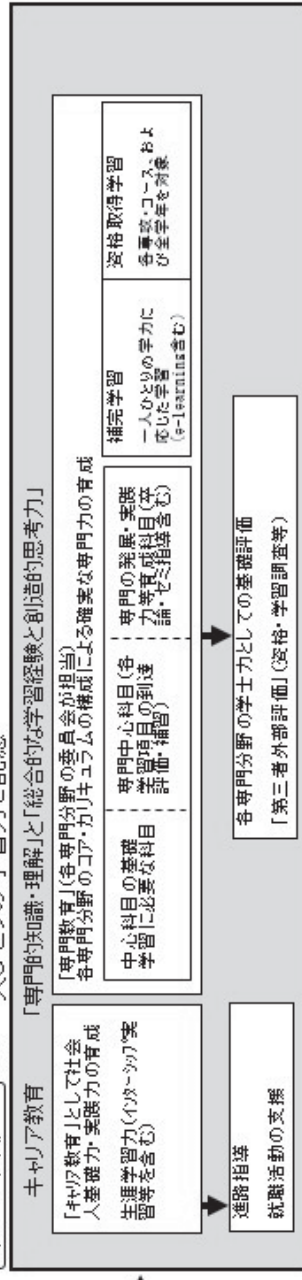 キャリア教育
「専門的知識・理解」と「総合的な学習経験と創造的思考力」
「キャリア教育」として社会
人基礎力・実践力の育成
生涯学習力(インターンシップ実
習等を含む)
「専門教育」(各専門分野の委員会が担当)
各専門分野のコア・カリキュラムの構成による確実な専門力の育成
中心科目の基礎
学習に必要な科目
専門中心科目(各
学習項目の到達
評価・補習)
専門の発展・実践
力等育成科目(卒
論・ゼミ指導含む)
補完学習
一人ひとりの学力に
応じた学習
(e-learning含む)
資格取得学習
各専攻・コース、およ
び全学年を対象
進路指導
就職活動の支援
各専門分野の学士力としての基礎評価
「第三者外部評価」(資格・学習調査等)